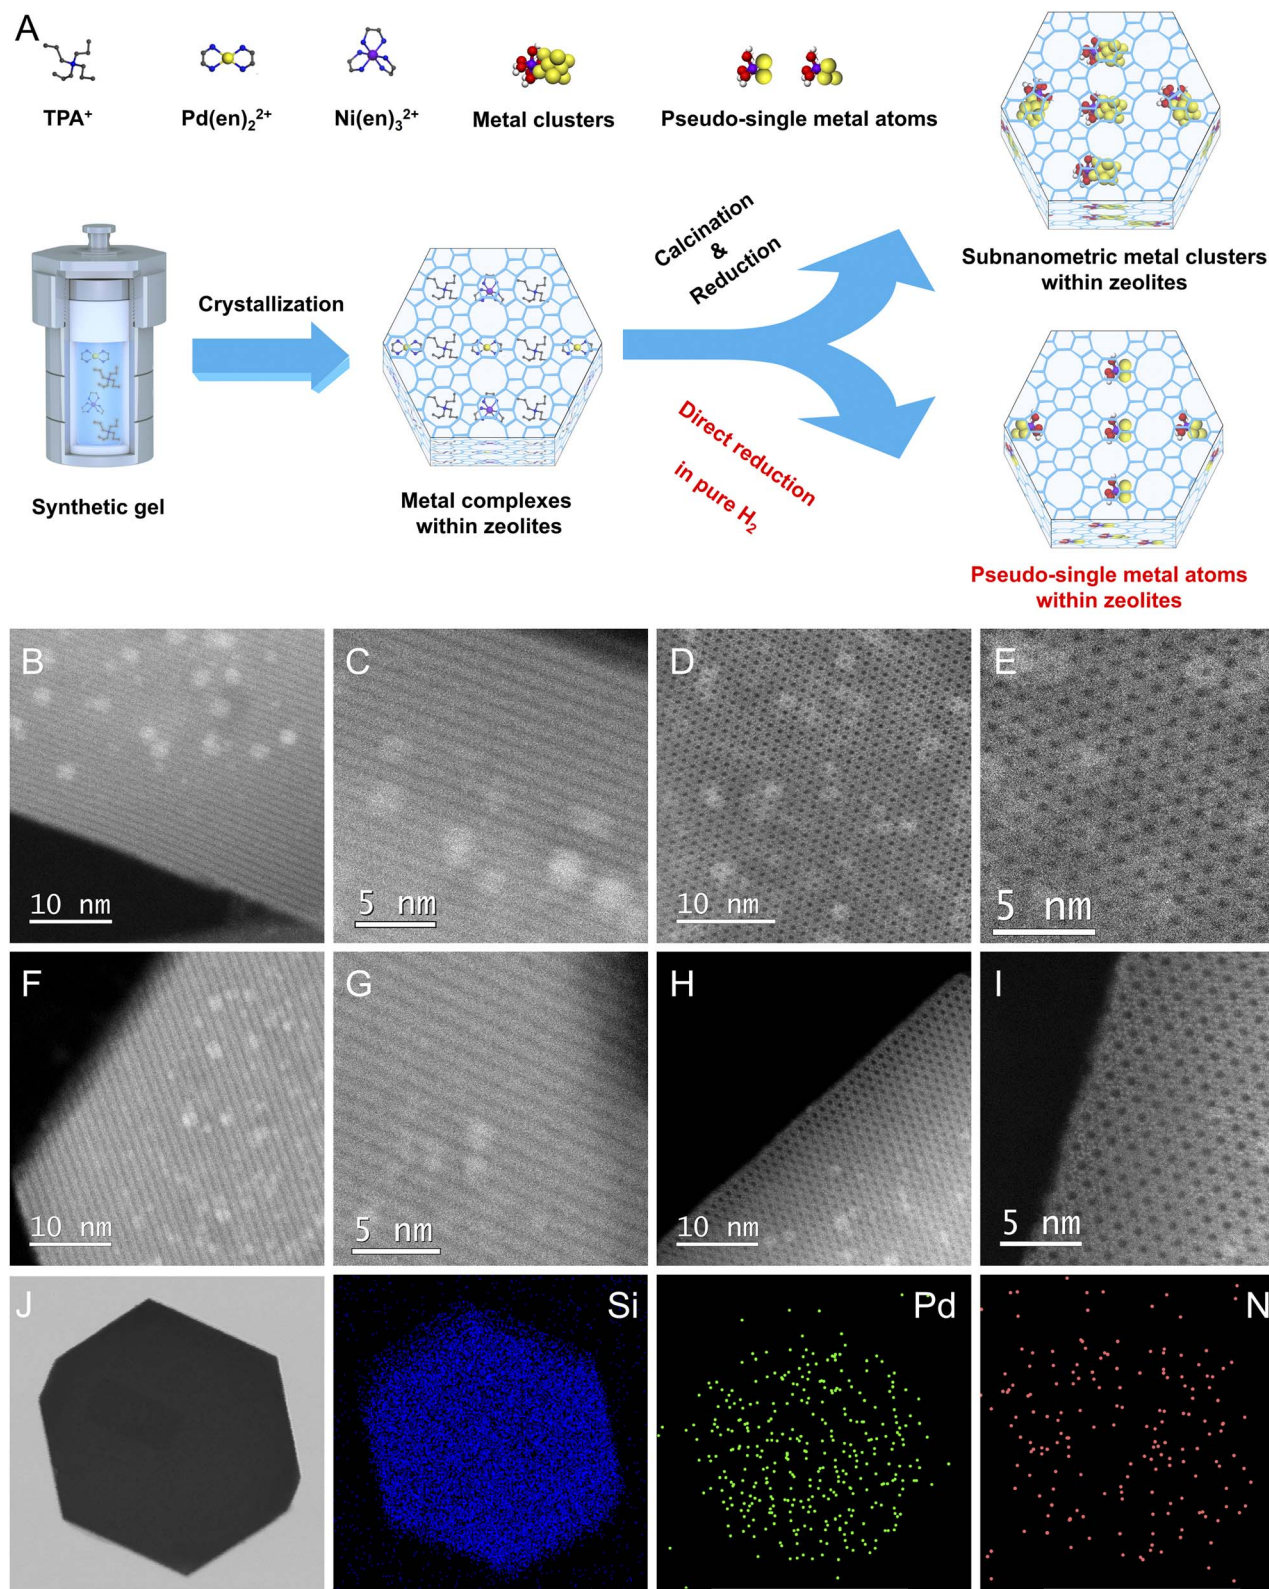 A
TPA⁺
Pd(en)₂²⁺
Ni(en)₃²⁺
Metal clusters
Pseudo-single metal atoms
Synthetic gel
Crystallization
Metal complexes
within zeolites
Calcination
&
Reduction
Direct reduction
in pure H₂
Subnanometric metal clusters
within zeolites
Pseudo-single metal atoms
within zeolites
B
10 nm
C
5 nm
D
10 nm
E
5 nm
F
10 nm
G
5 nm
H
10 nm
I
5 nm
J
Si
Pd
N